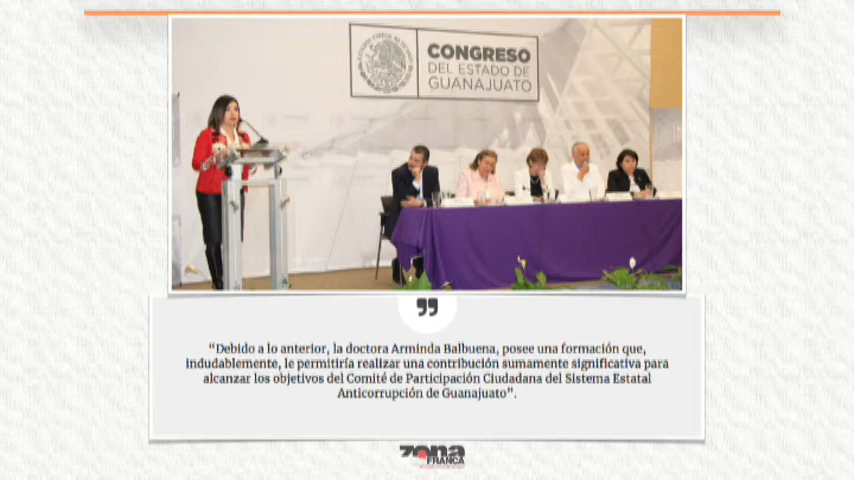 CONGRESO
DEL ESTADO DE
GUANAJUATO
“Debido a lo anterior, la doctora Arminda Balbuena, posee una formación que,
indudablemente, le permitiría realizar una contribución sumamente significativa para
alcanzar los objetivos del Comité de Participación Ciudadana del Sistema Estatal
Anticorrupción de Guanajuato”.
ZONA
FRANCA